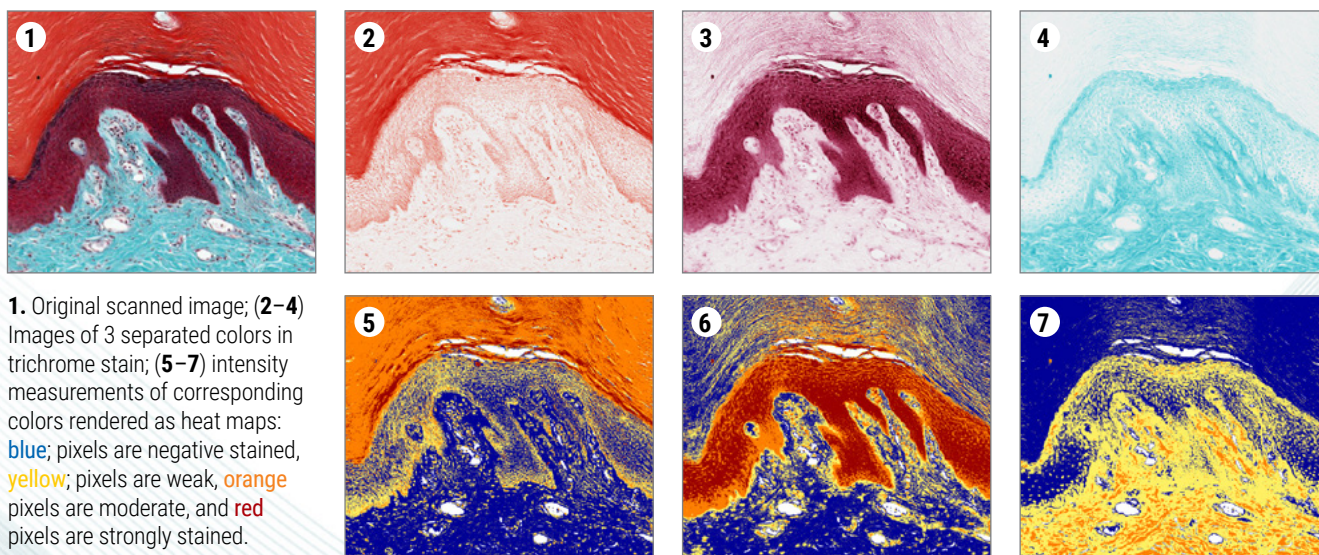 1
2
3
4
1. Original scanned image; (2–4)
Images of 3 separated colors in
trichrome stain; (5–7) intensity
measurements of corresponding
colors rendered as heat maps:
blue; pixels are negative stained,
yellow; pixels are weak, orange
pixels are moderate, and red
pixels are strongly stained.
5
6
7